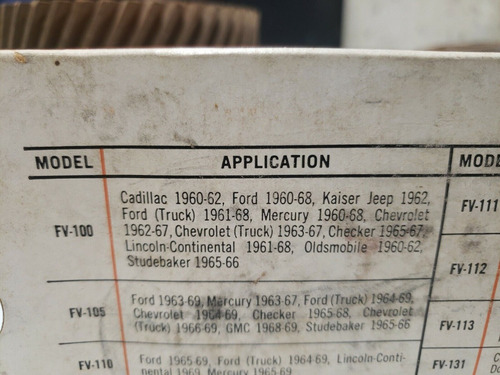 MODEL APPLICATION MODE
FV-100
Cadillac 1960-62, Ford 1960-68, Kaiser Jeep 1962,
Ford (Truck) 1961-68, Mercury 1960-68, Chevrolet
1962-67, Chevrolet (Truck) 1963-67, Checker 1965-67,
Lincoln-Continental 1961-68, Oldsmobile 1960-62,
Studebaker 1965-66
FV-105
Ford 1963-69, Mercury 1963-67, Ford (Truck) 1964-69,
Chevrolet 1964-69, Checker 1965-68, Chevrolet
(Truck) 1966-69, GMC 1968-69, Studebaker 1965-66
FV-110
Ford 1965-69, Ford (Truck) 1964-69, Lincoln-Conti-
nental 1969, Mercury 1965-69
FV-111
FV-112
FV-113
FV-131